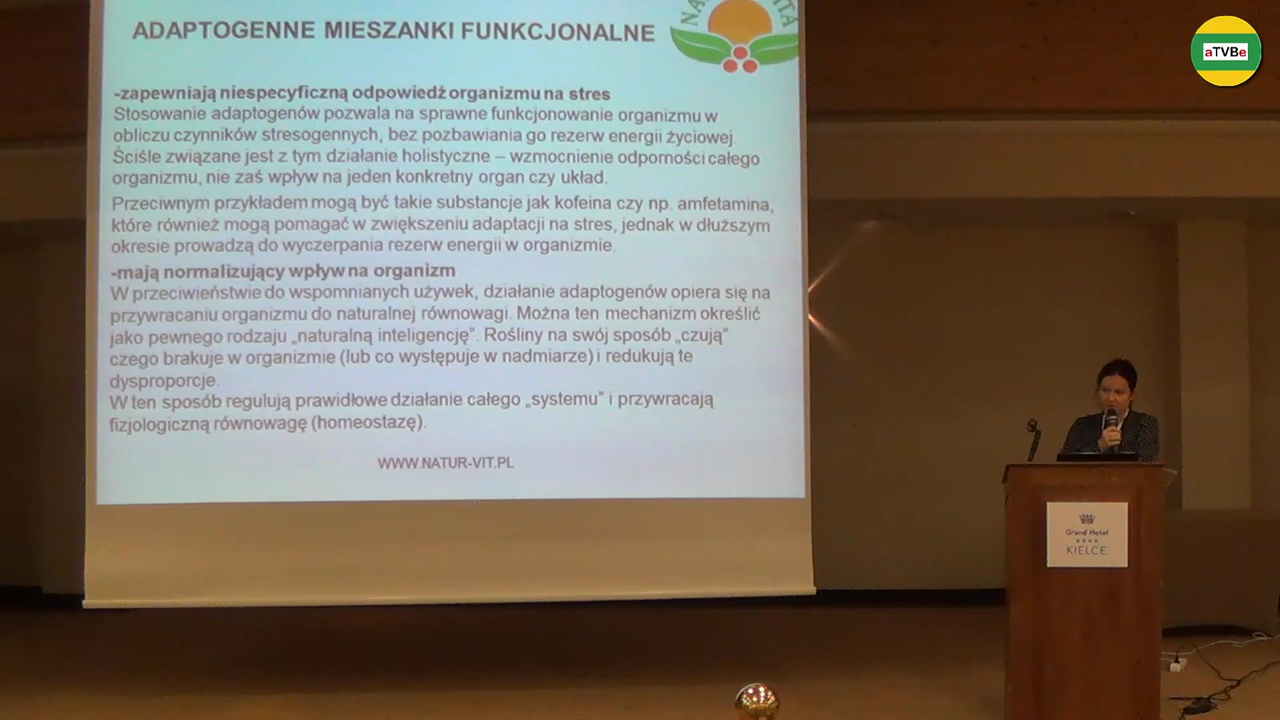 ADAPTOGENNE MIESZANKI FUNKCJONALNE
aTVBe
-zapewniają niespecyficzną odpowiedź organizmu na stres
Stosowanie adaptogenów pozwala na sprawne funkcjonowanie organizmu w
obliczu czynników stresogennych, bez pozbawiania go rezerw energii życiowej.
Ściśle związane jest z tym działanie holistyczne – wzmocnienie odporności całego
organizmu, nie zaś wpływ na jeden konkretny organ czy układ.
Przeciwnym przykładem mogą być takie substancje jak kofeina czy np. amfetamina,
które również mogą pomagać w zwiększeniu adaptacji na stres, jednak w dłuższym
okresie prowadzą do wyczerpania rezerw energii w organizmie.
-mają normalizujący wpływ na organizm
W przeciwieństwie do wspomnianych używek, działanie adaptogenów opiera się na
przywracaniu organizmu do naturalnej równowagi. Można ten mechanizm określić
jako pewnego rodzaju „naturalną inteligencję”. Rośliny na swój sposób „czują”
czego brakuje w organizmie (lub co występuje w nadmiarze) i redukują te
dysproporcje.
W ten sposób regulują prawidłowe działanie całego „systemu” i przywracają
fizjologiczną równowagę (homeostazę).
WWW.NATUR-VIT.PL
Grand Hotel
KIELCE